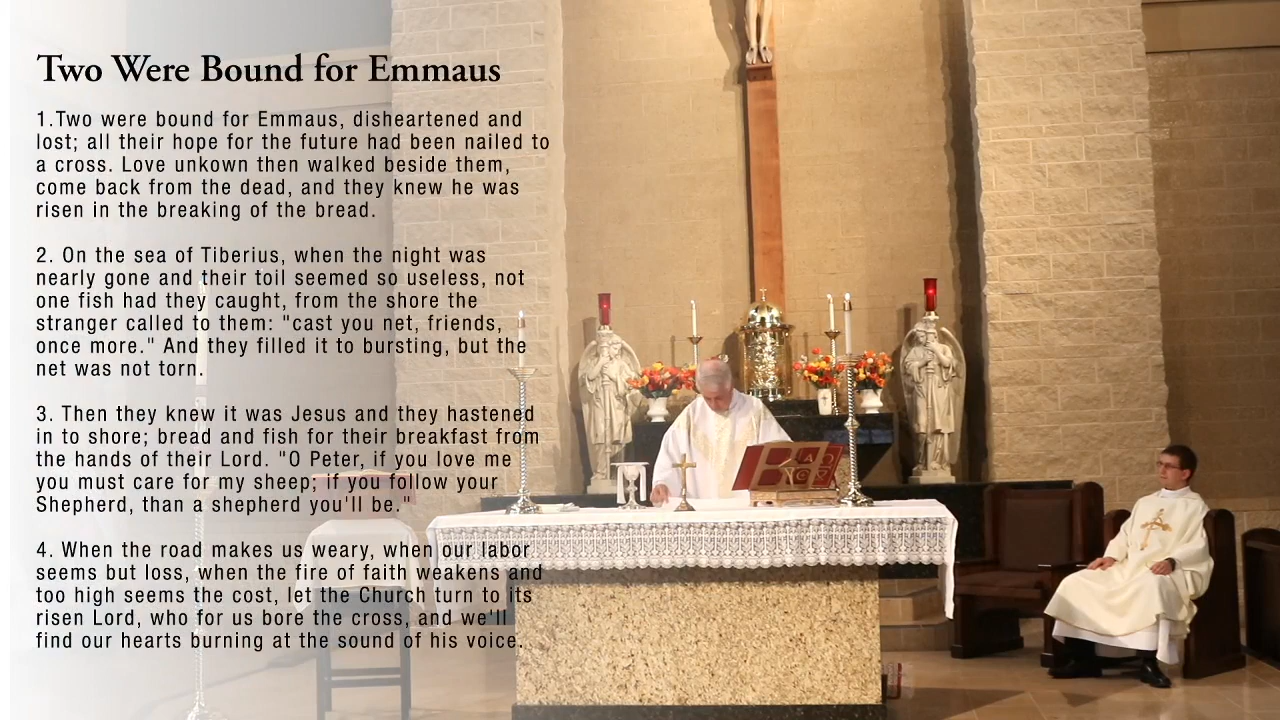 Two Were Bound for Emmaus
1.Two were bound for Emmaus, disheartened and
lost; all their hope for the future had been nailed to
a cross. Love unkown then walked beside them,
come back from the dead, and they knew he was
risen in the breaking of the bread.
2. On the sea of Tiberius, when the night was
nearly gone and their toil seemed so useless, not
one fish had they caught, from the shore the
stranger called to them: "cast you net, friends,
once more." And they filled it to bursting, but the
net was not torn.
3. Then they knew it was Jesus and they hastened
in to shore; bread and fish for their breakfast from
the hands of their Lord. "O Peter, if you love me
you must care for my sheep; if you follow your
Shepherd, than a shepherd you'll be."
4. When the road makes us weary, when our labor
seems but loss, when the fire of faith weakens and
too high seems the cost, let the Church turn to its
risen Lord, who for us bore the cross, and we'll
find our hearts burning at the sound of his voice.